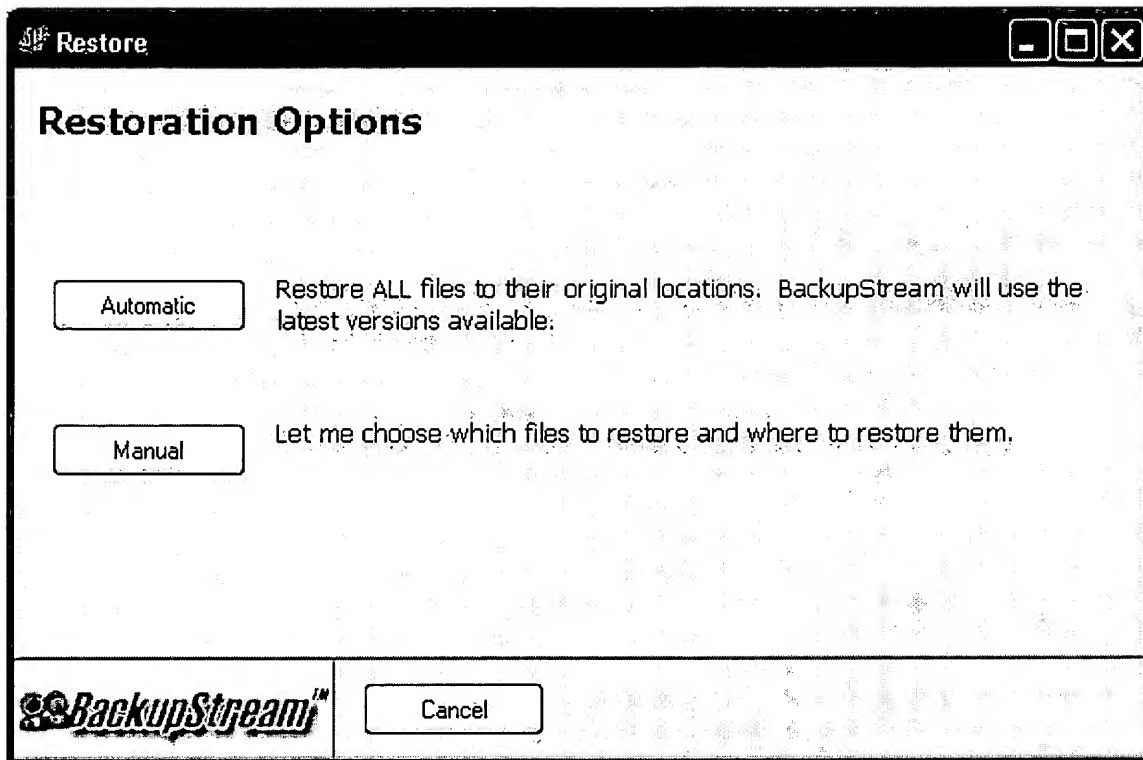 Restore
Restoration Options
Automatic
Restore ALL files to their original locations. BackupStream will use the
latest versions available.
Manual
Let me choose which files to restore and where to restore them.
BackupStream™
Cancel